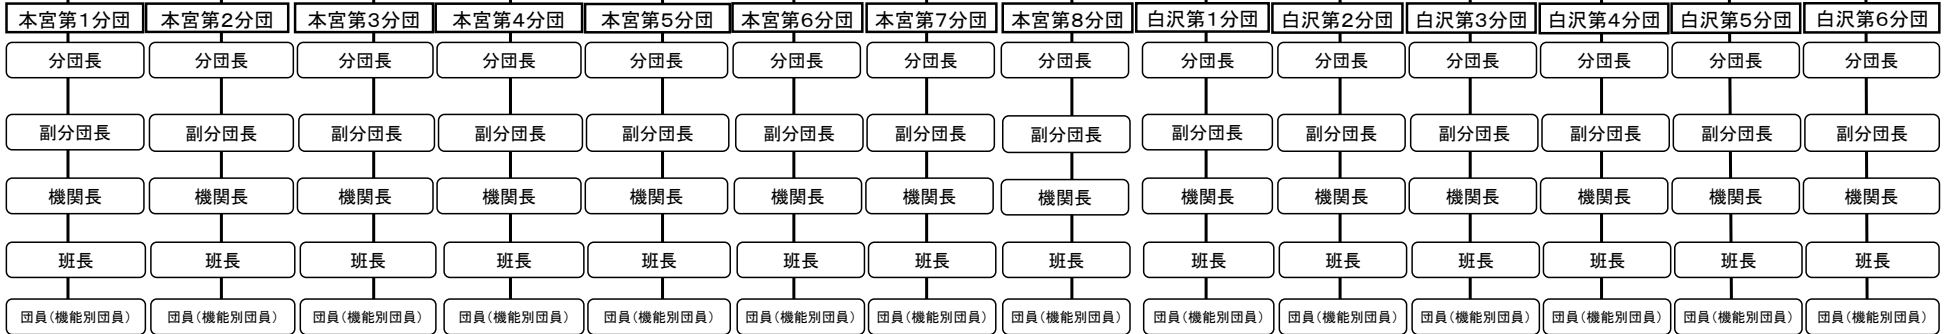 本宮第1分団 本宮第2分団 本宮第3分団 本宮第4分団 本宮第5分団 本宮第6分団 本宮第7分団 本宮第8分団 白沢第1分団 白沢第2分団 白沢第3分団 白沢第4分団 白沢第5分団 白沢第6分団
分団長 分団長 分団長 分団長 分団長 分団長 分団長 分団長 分団長 分団長 分団長 分団長 分団長 分団長
副分団長 副分団長 副分団長 副分団長 副分団長 副分団長 副分団長 副分団長 副分団長 副分団長 副分団長 副分団長 副分団長 副分団長
機関長 機関長 機関長 機関長 機関長 機関長 機関長 機関長 機関長 機関長 機関長 機関長 機関長 機関長
班長 班長 班長 班長 班長 班長 班長 班長 班長 班長 班長 班長 班長 班長
団員(機能別団員) 団員(機能別団員) 団員(機能別団員) 団員(機能別団員) 団員(機能別団員) 団員(機能別団員) 団員(機能別団員) 団員(機能別団員) 団員(機能別団員) 団員(機能別団員) 団員(機能別団員) 団員(機能別団員) 団員(機能別団員) 団員(機能別団員)